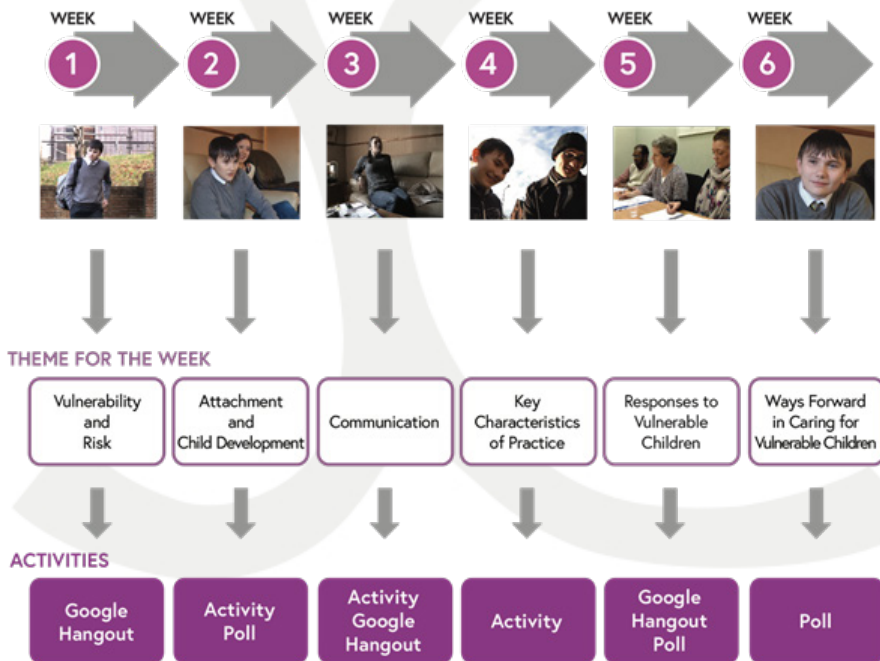 WEEK WEEK WEEK WEEK WEEK WEEK
1 2 3 4 5 6
THEME FOR THE WEEK
Vulnerability
and
Risk
Attachment
and
Child Development
Communication
Key
Characteristics
of Practice
Responses to
Vulnerable
Children
Ways Forward
in Caring for
Vulnerable Children
ACTIVITIES
Google
Hangout
Activity
Poll
Activity
Google
Hangout
Activity
Google
Hangout
Poll
Poll